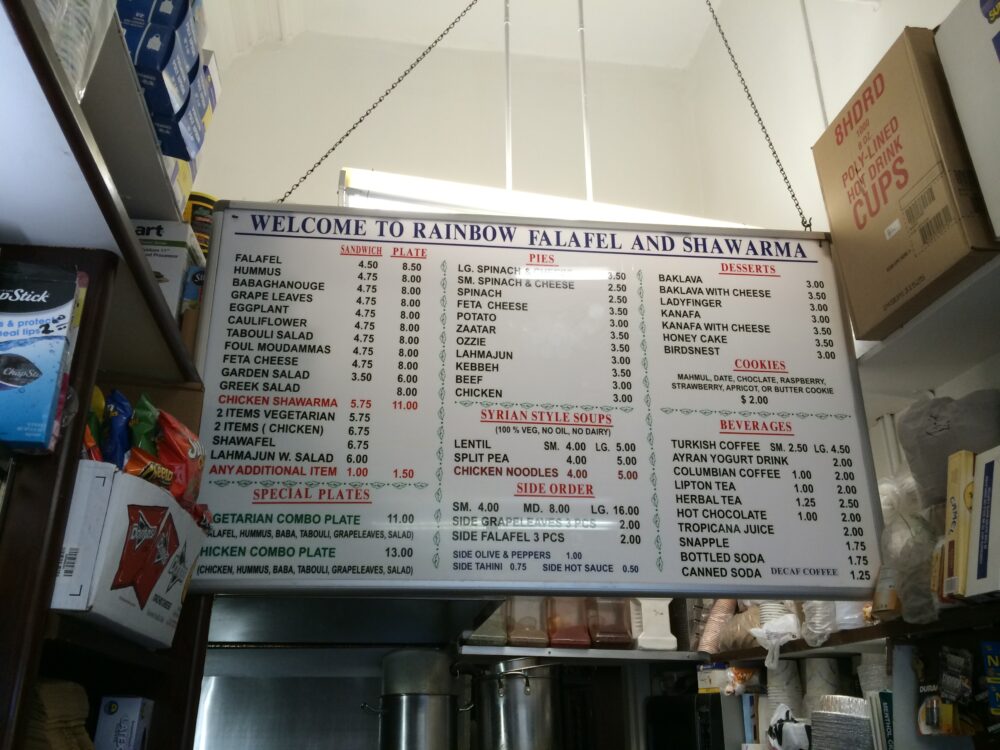 WELCOME TO RAINBOW FALAFEL AND SHAWARMA
SANDWICH PLATE
FALAFEL 4.50 8.50
HUMMUS 4.75 8.00
BABAGHANOUGE 4.75 8.00
GRAPE LEAVES 4.75 8.00
EGGPLANT 4.75 8.00
CAULIFLOWER 4.75 8.00
TABOULI SALAD 4.75 8.00
FOUL MOUDAMMAS 4.75 8.00
FETA CHEESE 4.75 8.00
GARDEN SALAD 3.50 6.00
GREEK SALAD 8.00
CHICKEN SHAWARMA 5.75 11.00
2 ITEMS VEGETARIAN 5.75
2 ITEMS ( CHICKEN) 6.75
SHAWAFEL 6.75
LAHMAJUN W. SALAD 6.00
ANY ADDITIONAL ITEM 1.00 1.50
SPECIAL PLATES
GETARIAN COMBO PLATE 11.00
ALAFEL, HUMMUS, BABA, TABOULI, GRAPELEAVES, SALAD)
HICKEN COMBO PLATE 13.00
(CHICKEN, HUMMUS, BABA, TABOULI, GRAPELEAVES, SALAD)
PIES
LG. SPINACH & CHEESE 3.50
SM. SPINACH & CHEESE 2.50
SPINACH 2.50
FETA CHEESE 3.00
POTATO 3.50
ZAATAR
OZZIE 3.50
LAHMAJUN 3.00
KEBBEH
BEEF 3.00
CHICKEN 3.00
SYRIAN STYLE SOUPS
(100 % VEG, NO OIL, NO DAIRY)
LENTIL SM. 4.00 LG. 5.00
SPLIT PEA 4.00 5.00
CHICKEN NOODLES 4.00 5.00
SIDE ORDER
SM. 4.00 MD. 8.00 LG. 16.00
SIDE GRAPELEAVES 3 PCS 2.00
SIDE FALAFEL 3 PCS 2.00
SIDE OLIVE & PEPPERS 1.00
SIDE TAHINI 0.75 SIDE HOT SAUCE 0.50
DESSERTS
BAKLAVA 3.00
BAKLAVA WITH CHEESE 3.50
LADYFINGER 3.00
KANAFA 3.00
KANAFA WITH CHEESE 3.50
HONEY CAKE 3.00
BIRDSNEST 3.00
COOKIES
MAHMUL, DATE, CHOCLATE, RASPBERRY,
STRAWBERRY, APRICOT, OR BUTTER COOKIE
$ 2.00
BEVERAGES
TURKISH COFFEE SM. 2.50 LG. 4.50
AYRAN YOGURT DRINK 2.00
COLUMBIAN COFFEE 1.00 2.00
LIPTON TEA 1.00 2.00
HERBAL TEA 1.25 2.50
HOT CHOCOLATE 1.00 2.00
TROPICANA JUICE 2.00
SNAPPLE 1.75
BOTTLED SODA 1.75
CANNED SODA DECAF COFFEE 1.25
8HDRD
1000
8 OZ
POLY-LINED
HOT DRINK
CUPS
art
pStick
ChapStick
Doritos
Reese's
CAMEL
DURA
MENTHOL